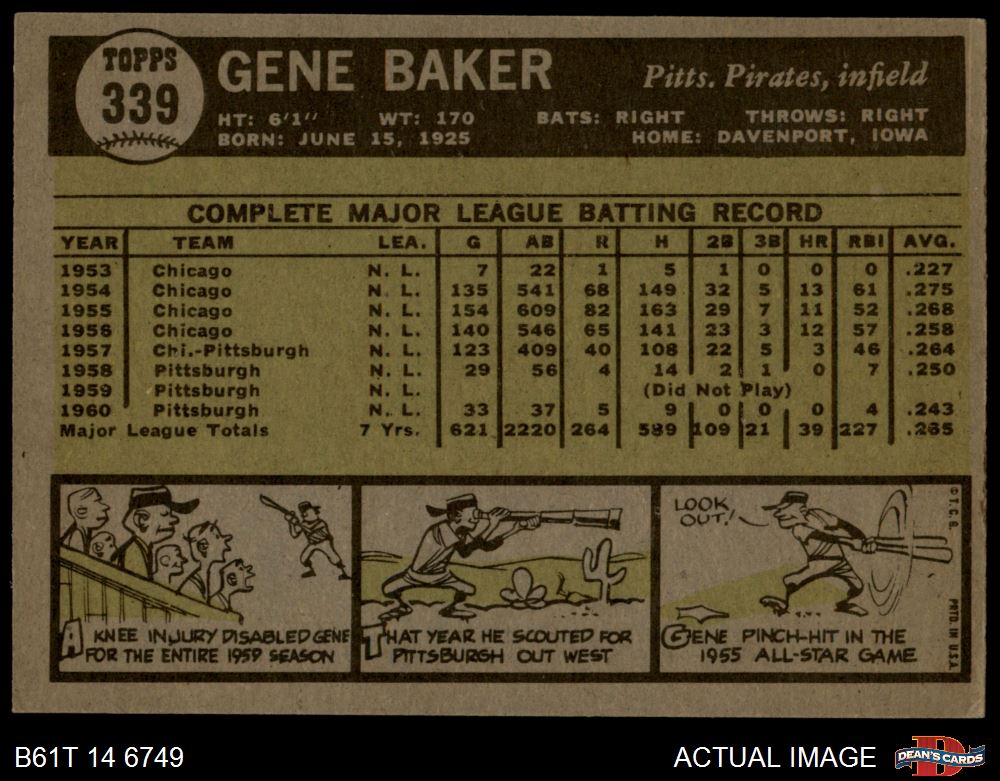 TOPPS
339
GENE BAKER
Pitts. Pirates, infield
HT: 6'1" WT: 170 BATS: RIGHT THROWS: RIGHT
BORN: JUNE 15, 1925 HOME: DAVENPORT, IOWA
COMPLETE MAJOR LEAGUE BATTING RECORD
YEAR TEAM LEA. G AB R H 2B 3B HR RBI AVG.
1953 Chicago N. L. 7 22 1 5 1 0 0 0 .227
1954 Chicago N. L. 135 541 68 149 32 5 13 61 .275
1955 Chicago N. L. 154 609 82 163 29 7 11 52 .268
1956 Chicago N. L. 140 546 65 141 23 3 12 57 .258
1957 Chi.-Pittsburgh N. L. 123 409 40 108 22 5 3 46 .264
1958 Pittsburgh N. L. 29 56 4 14 2 1 0 7 .250
1959 Pittsburgh N. L. (Did Not Play)
1960 Pittsburgh N. L. 33 37 5 9 0 0 0 4 .243
Major League Totals 7 Yrs. 621 2220 264 589 109 21 39 227 .265
A KNEE INJURY DISABLED GENE
FOR THE ENTIRE 1959 SEASON
THAT YEAR HE SCOUTED FOR
PITTSBURGH OUT WEST
LOOK
OUT!
GENE PINCH-HIT IN THE
1955 ALL-STAR GAME
© T. C. G.
PRTD. IN U.S.A.
B61T 14 6749
ACTUAL IMAGE
D
DEAN'S CARDS